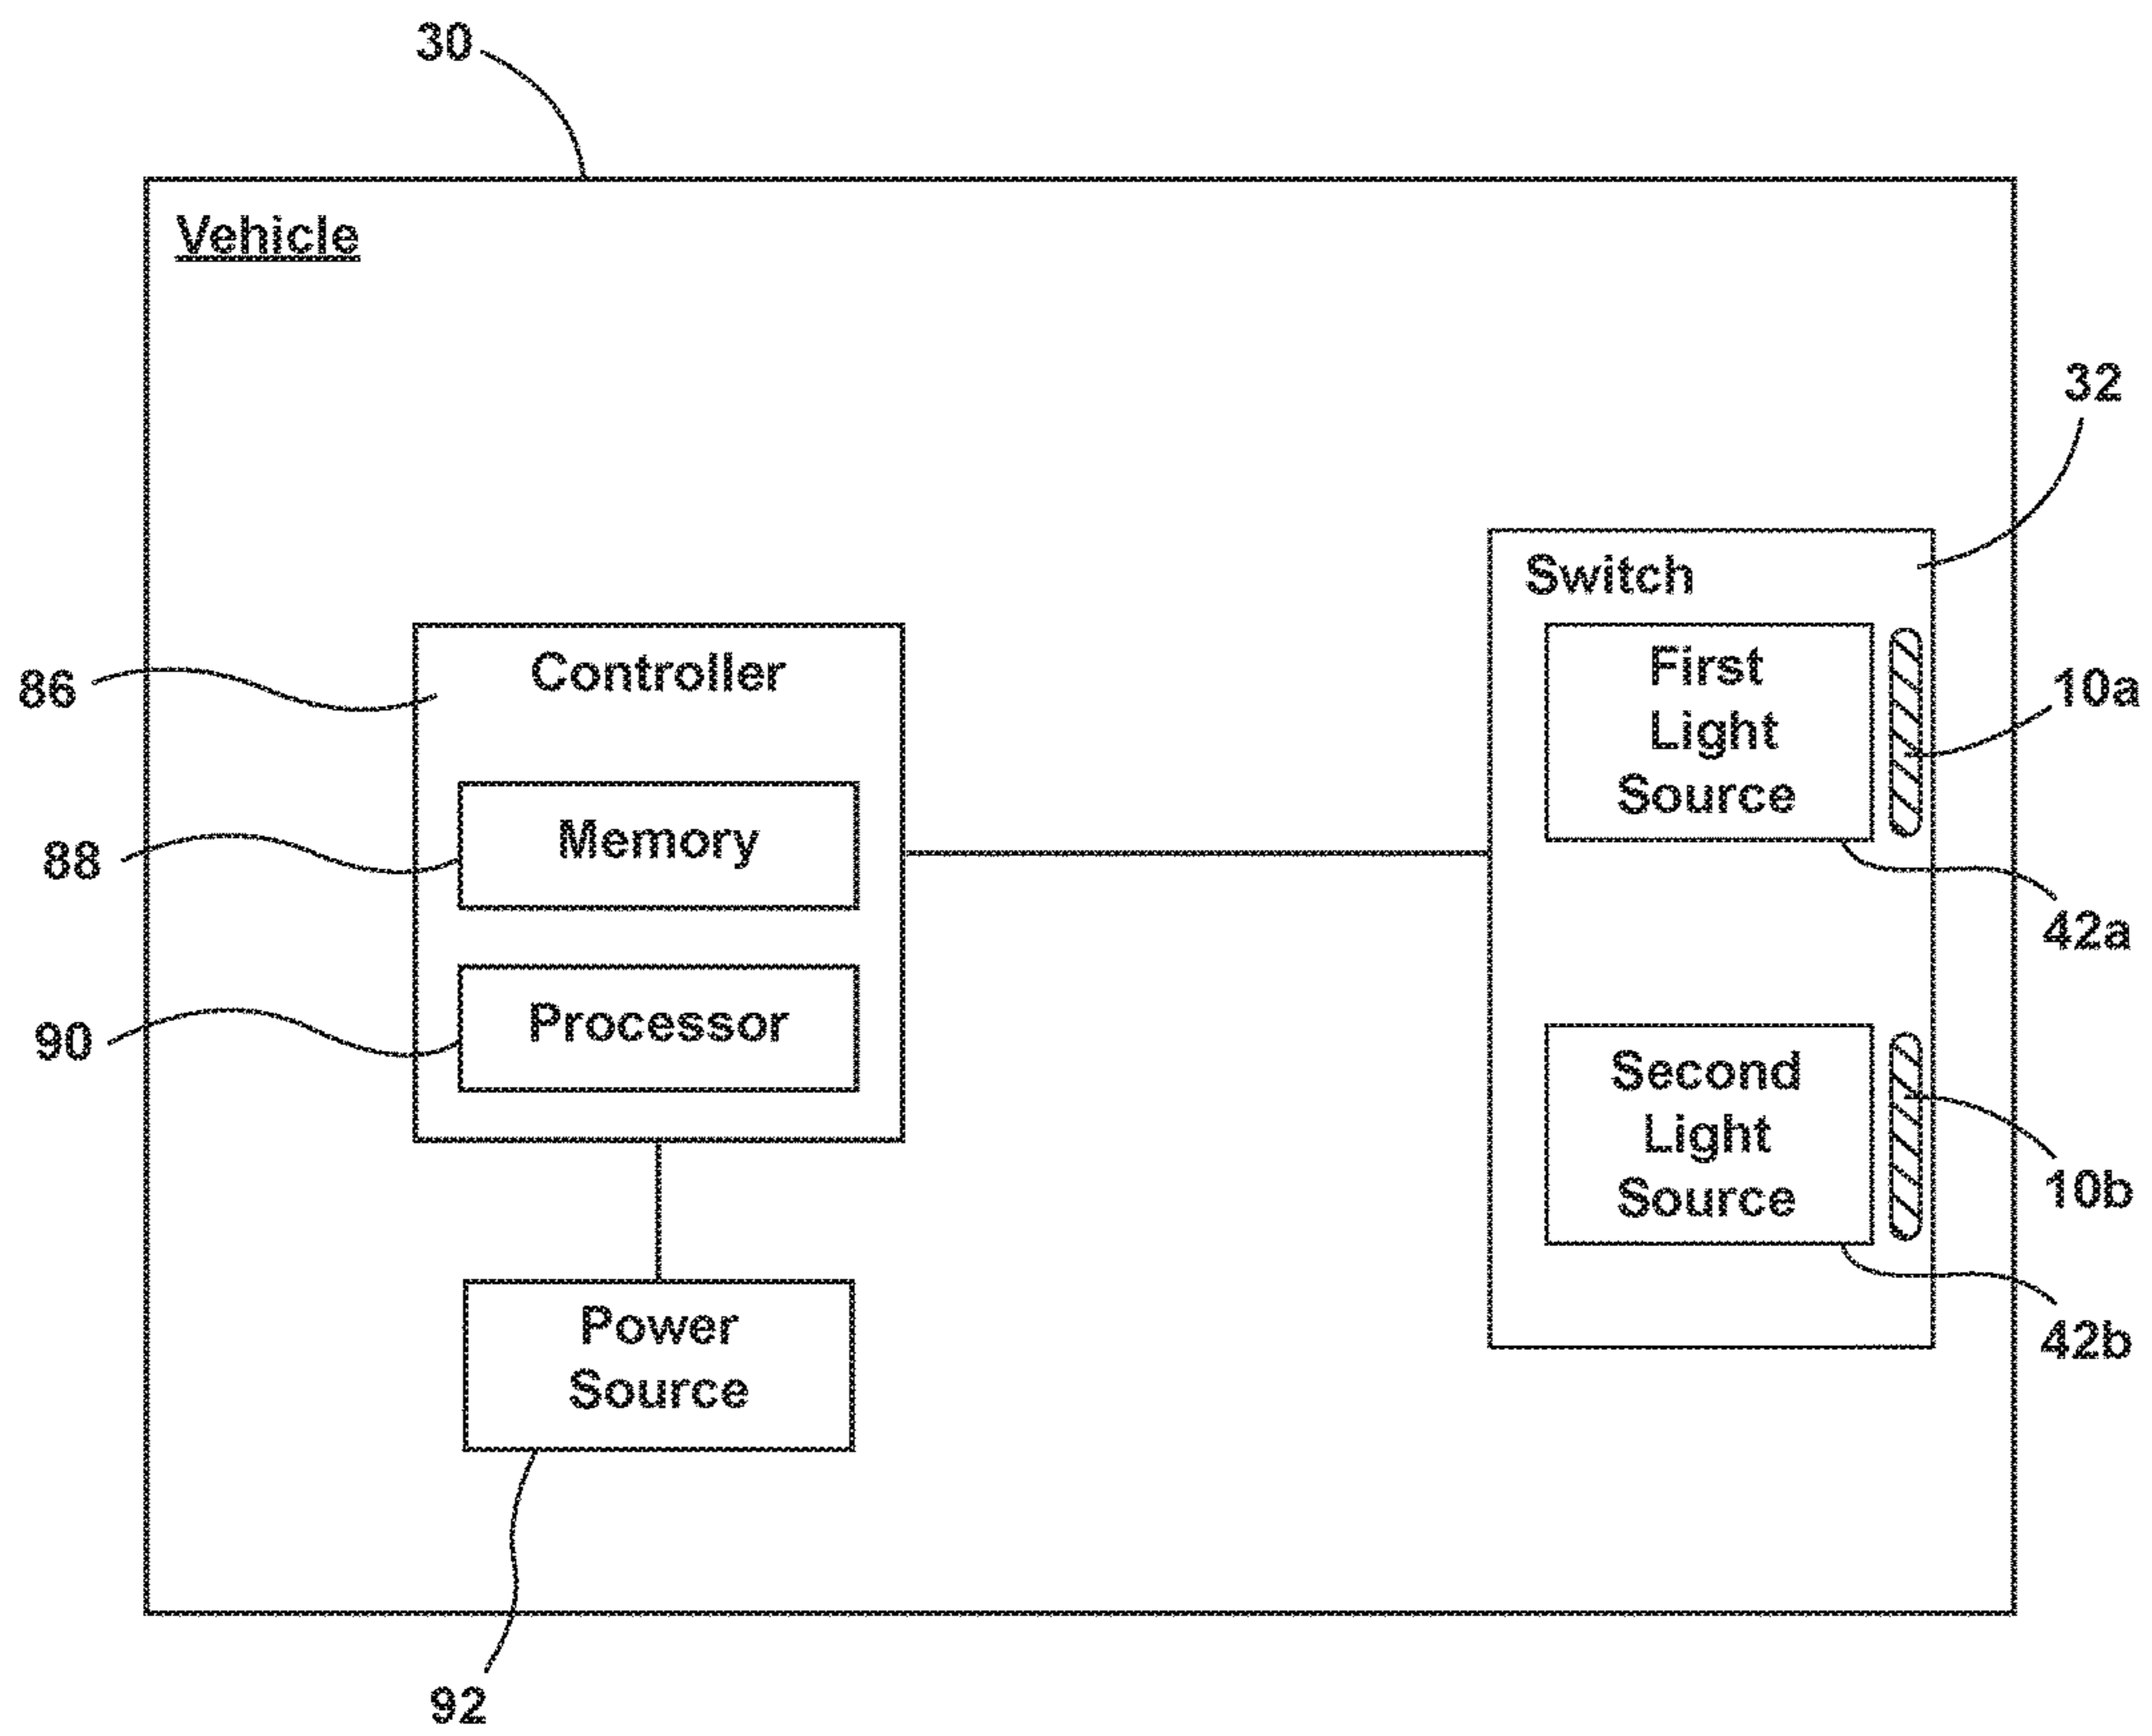 30
Vehicle
32
Switch
Controller
First
Light
Source
86
10a
Memory
88
42a
Processor
90
Second
Light
Source
10b
Power
Source
42b
92